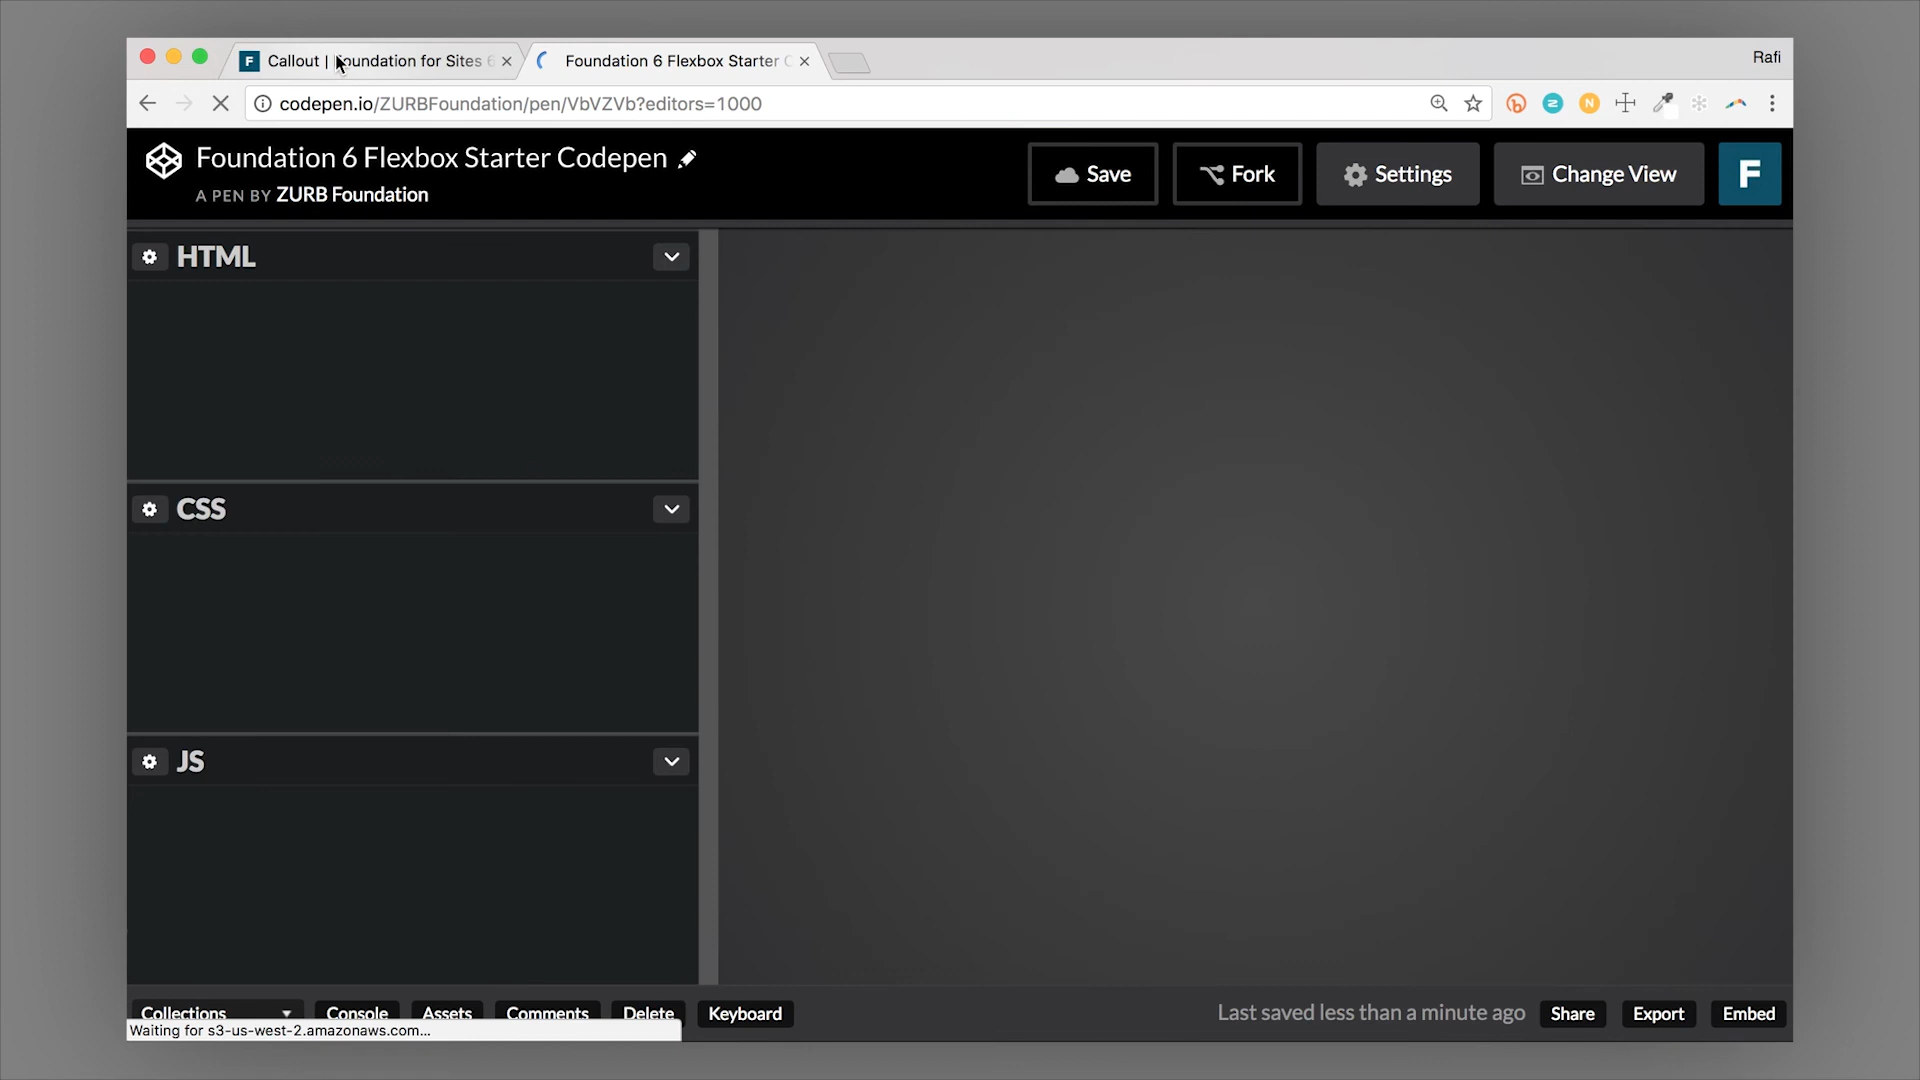 Callout | Foundation for Sites 6
Foundation 6 Flexbox Starter C
Rafi
codepen.io/ZURBFoundation/pen/VbVZVb?editors=1000
Foundation 6 Flexbox Starter Codepen
A PEN BY ZURB Foundation
Save
Fork
Settings
Change View
F
HTML
CSS
JS
Collections
Console
Assets
Comments
Delete
Keyboard
Last saved less than a minute ago
Share
Export
Embed
Waiting for s3-us-west-2.amazonaws.com...